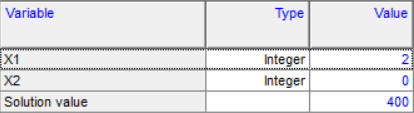 Variable Type Value
X1 Integer 2
X2 Integer 0
Solution value 400